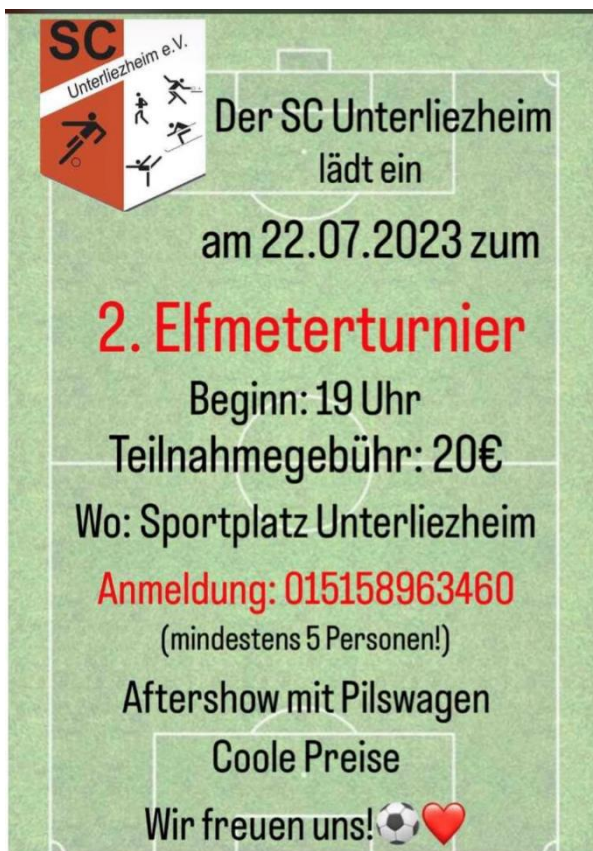 SC
Unterliezheim e.V.
Der SC Unterliezheim
lädt ein
am 22.07.2023 zum
2. Elfmeterturnier
Beginn: 19 Uhr
Teilnahmegebühr: 20€
Wo: Sportplatz Unterliezheim
Anmeldung: 015158963460
(mindestens 5 Personen!)
Aftershow mit Pilswagen
Coole Preise
Wir freuen uns!⚽❤️